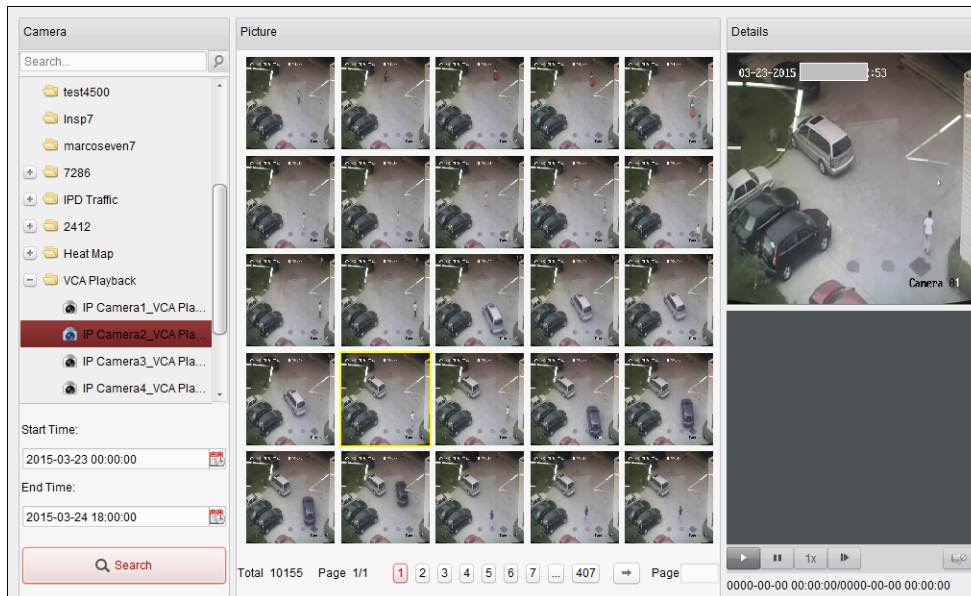 Camera
Search...
test4500
Insp7
marcoseven7
7286
IPD Traffic
2412
Heat Map
VCA Playback
IP Camera1_VCA Pla...
IP Camera2_VCA Pla...
IP Camera3_VCA Pla...
IP Camera4_VCA Pla...
Start Time:
2015-03-23 00:00:00
End Time:
2015-03-24 18:00:00
Search
Picture
Total 10155 Page 1/1 1 2 3 4 5 6 7 ... 407 Page
Details
03-23-2015 :53
Camera 01
1x
0000-00-00 00:00:00/0000-00-00 00:00:00